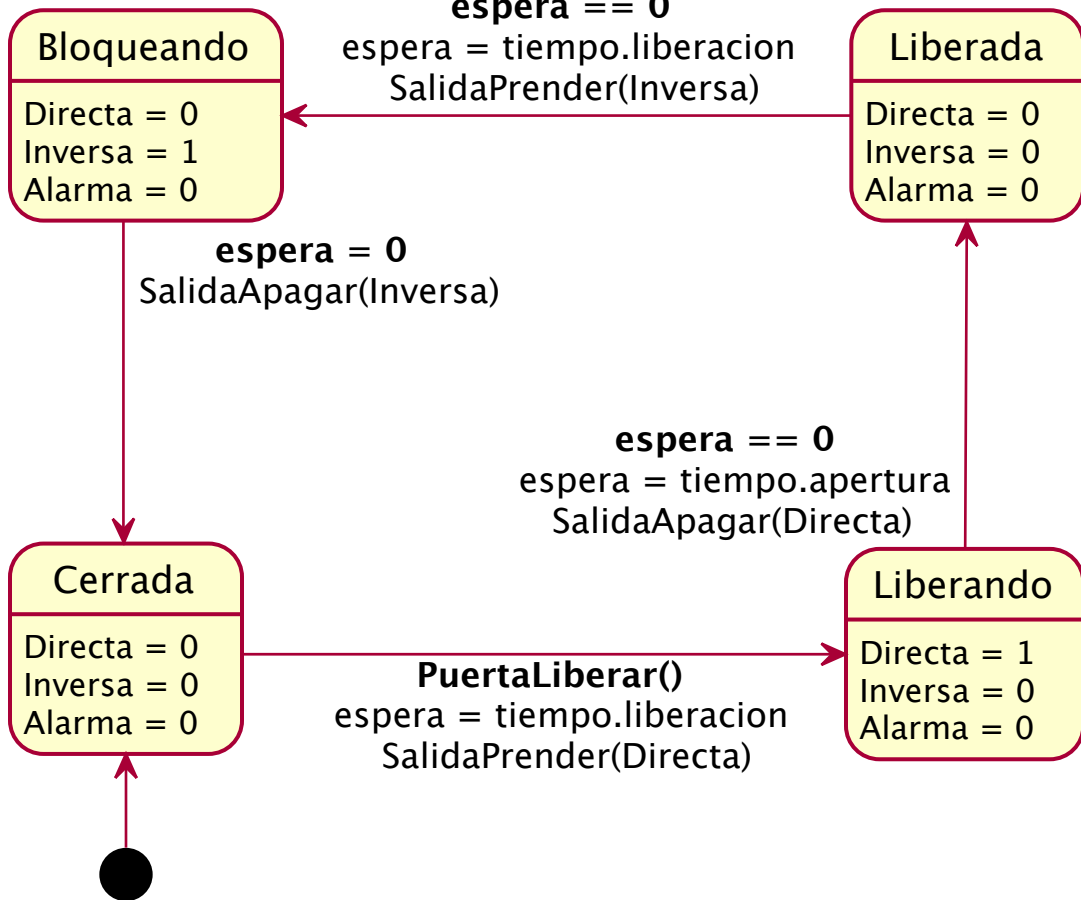 espera == 0
Bloqueando
espera = tiempo.liberacion
Liberada
SalidaPrender(Inversa)
Directa = 0
Inversa = 1
Alarma = 0
Directa = 0
Inversa = 0
Alarma = 0
espera = 0
SalidaApagar(Inversa)
espera == 0
espera = tiempo.apertura
SalidaApagar(Directa)
Cerrada
Directa = 0
Inversa = 0
Alarma = 0
Liberando
Directa = 1
Inversa = 0
Alarma = 0
PuertaLiberar()
espera = tiempo.liberacion
SalidaPrender(Directa)